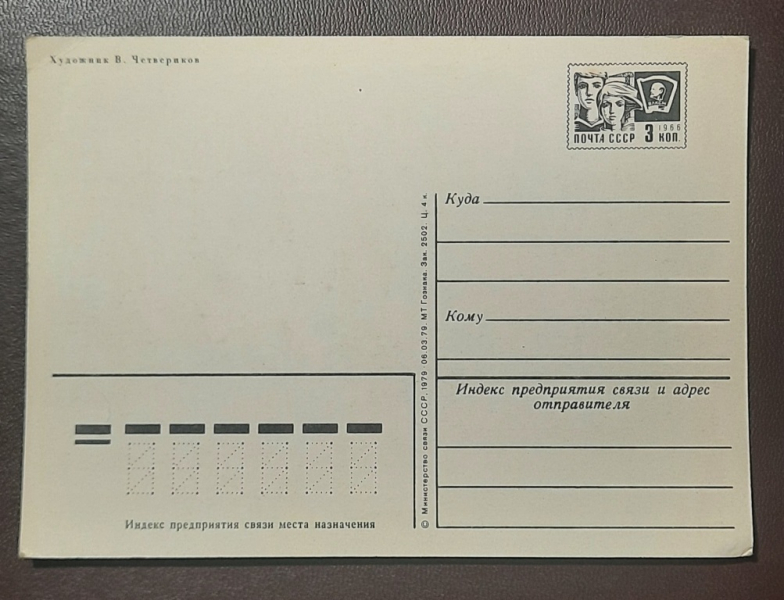 Художник В. Четвериков
1966
ПОЧТА СССР 3 КОП.
Куда
Кому
Индекс предприятия связи и адрес
отправителя
© Министерство связи СССР, 1979 · 06.03.79. МТ Гознака. Зак. 2502. Ц. 4 к.
Индекс предприятия связи места назначения